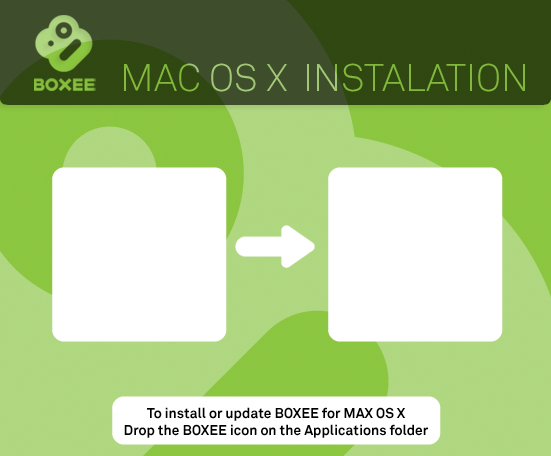 BOXEE
MAC OS X INSTALATION
To install or update BOXEE for MAX OS X
Drop the BOXEE icon on the Applications folder